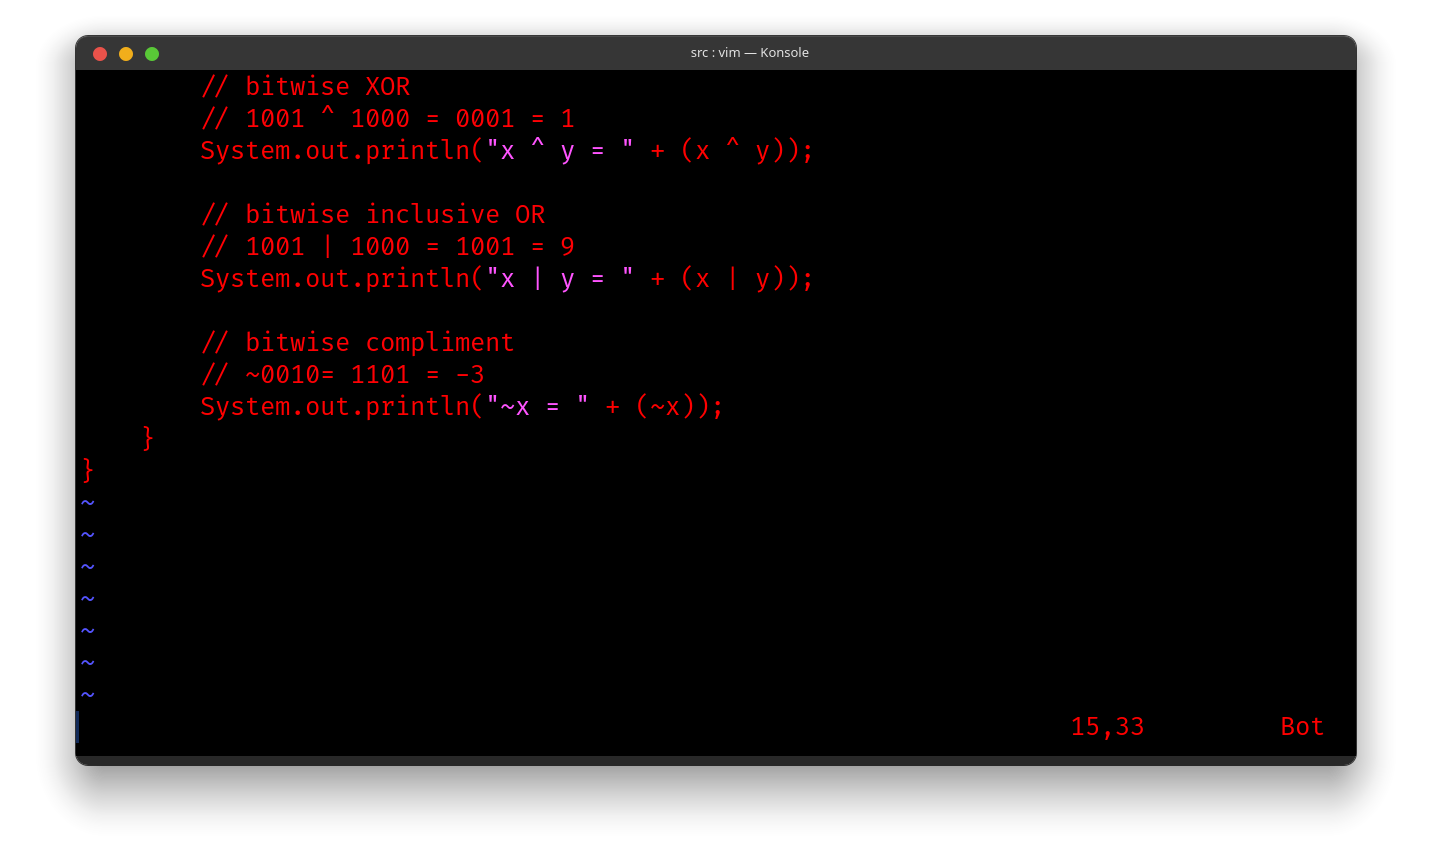 src : vim — Konsole
// bitwise XOR
// 1001 ^ 1000 = 0001 = 1
System.out.println("x ^ y = " + (x ^ y));
// bitwise inclusive OR
// 1001 | 1000 = 1001 = 9
System.out.println("x | y = " + (x | y));
// bitwise compliment
// ~0010= 1101 = -3
System.out.println("~x = " + (~x));
}
}
~
~
~
~
~
~
~
15,33 Bot